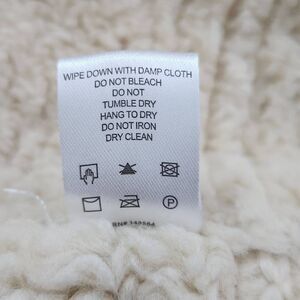 WIPE DOWN WITH DAMP CLOTH
DO NOT BLEACH
DO NOT
TUMBLE DRY
HANG TO DRY
DO NOT IRON
DRY CLEAN
P